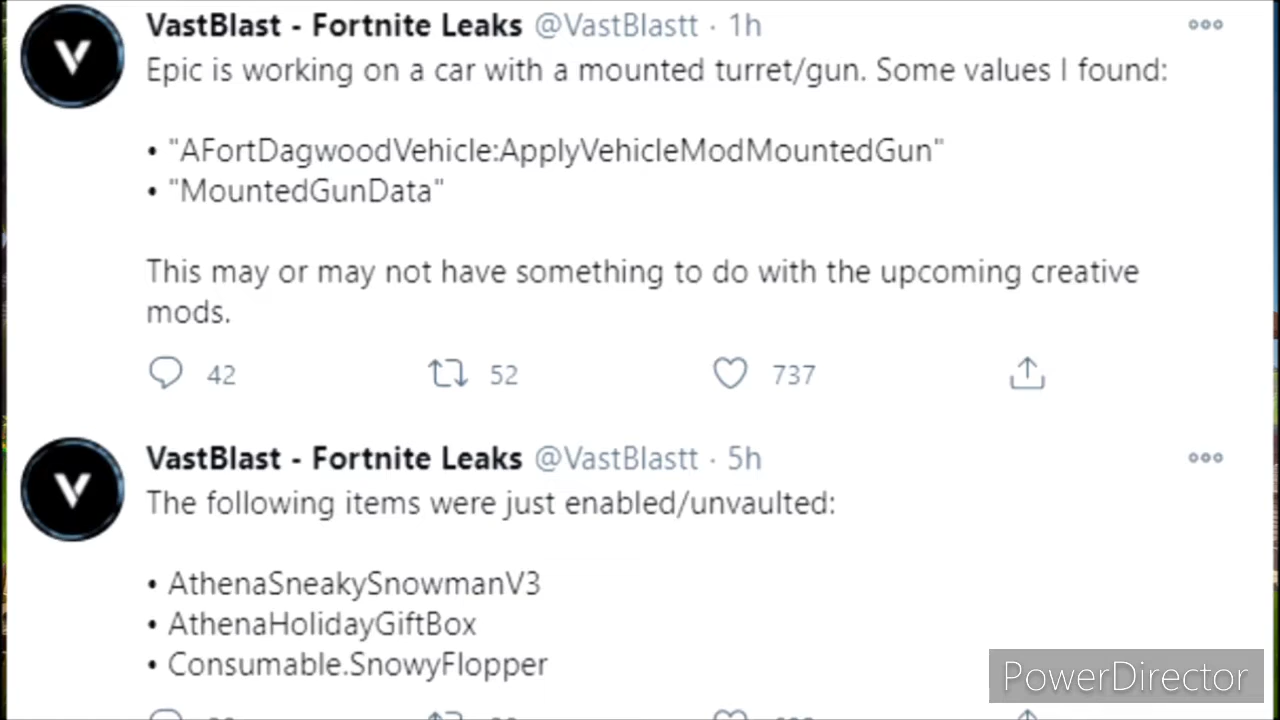 VastBlast - Fortnite Leaks @VastBlastt · 1h
Epic is working on a car with a mounted turret/gun. Some values I found:
• "AFortDagwoodVehicle:ApplyVehicleModMountedGun"
• "MountedGunData"
This may or may not have something to do with the upcoming creative
mods.
42 52 737
VastBlast - Fortnite Leaks @VastBlastt · 5h
The following items were just enabled/unvaulted:
• AthenaSneakySnowmanV3
• AthenaHolidayGiftBox
• Consumable.SnowyFlopper
PowerDirector